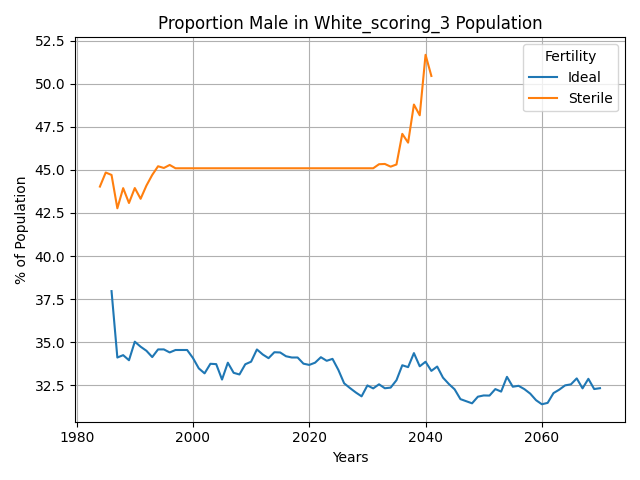 Proportion Male in White_scoring_3 Population
% of Population
52.5
50.0
47.5
45.0
42.5
40.0
37.5
35.0
32.5
Fertility
Ideal
Sterile
1980
2000
2020
2040
2060
Years